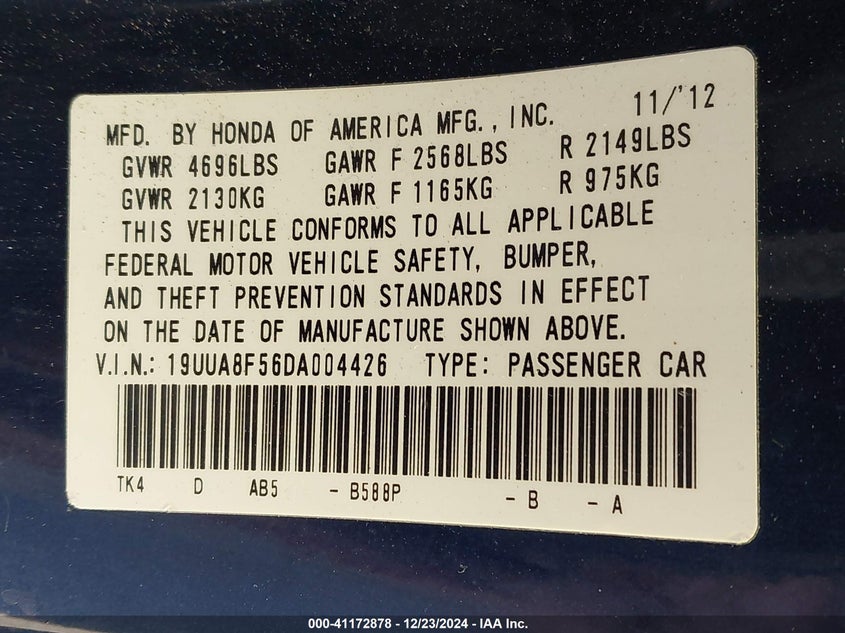 MFD. BY HONDA OF AMERICA MFG., INC. 11/'12
GVWR 4696LBS GAWR F 2568LBS R 2149LBS
GVWR 2130KG GAWR F 1165KG R 975KG
THIS VEHICLE CONFORMS TO ALL APPLICABLE
FEDERAL MOTOR VEHICLE SAFETY, BUMPER,
AND THEFT PREVENTION STANDARDS IN EFFECT
ON THE DATE OF MANUFACTURE SHOWN ABOVE.
V.I.N.: 19UUA8F56DA004426 TYPE: PASSENGER CAR
TK4 D AB5 - B588P - B - A
000-41172878 - 12/23/2024 - IAA Inc.